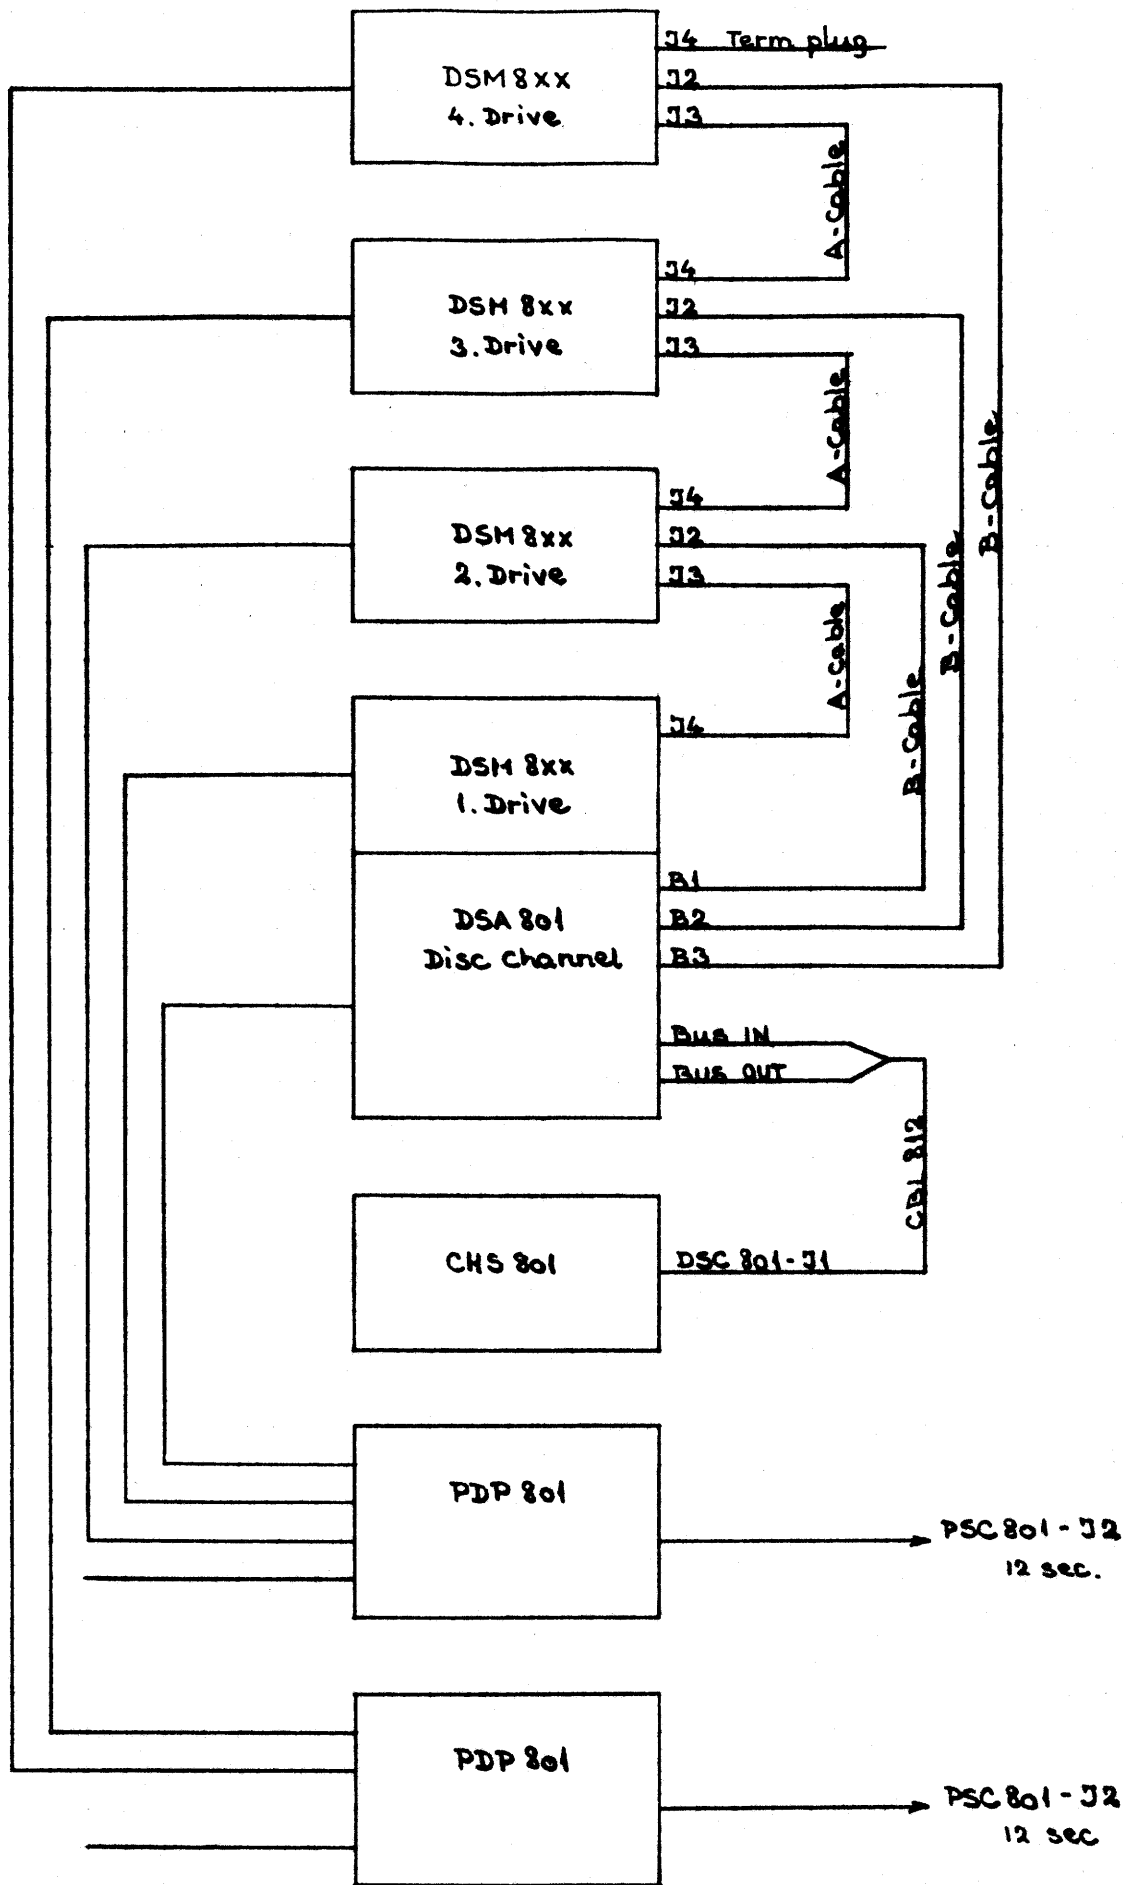 J4 Term plug
DSM 8xx
4. Drive
J2
J3
A-Cable
DSM 8xx
3. Drive
J4
J2
J3
A-Cable
B-Cable
DSM 8xx
2. Drive
J4
J2
J3
A-Cable
B-Cable
B-Cable
DSM 8xx
1. Drive
J4
DSA 801
Disc Channel
B1
B2
B3
BUS IN
BUS OUT
CBL 812
CHS 801
DSC 801-J1
PDP 801
PSC 801-J2
12 sec.
PDP 801
PSC 801-J2
12 sec